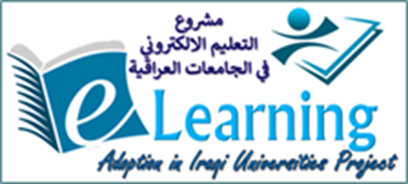 مشروع
التعليم الالكتروني
في الجامعات العراقية
eLearning
Adoption in Iraqi Universities Project